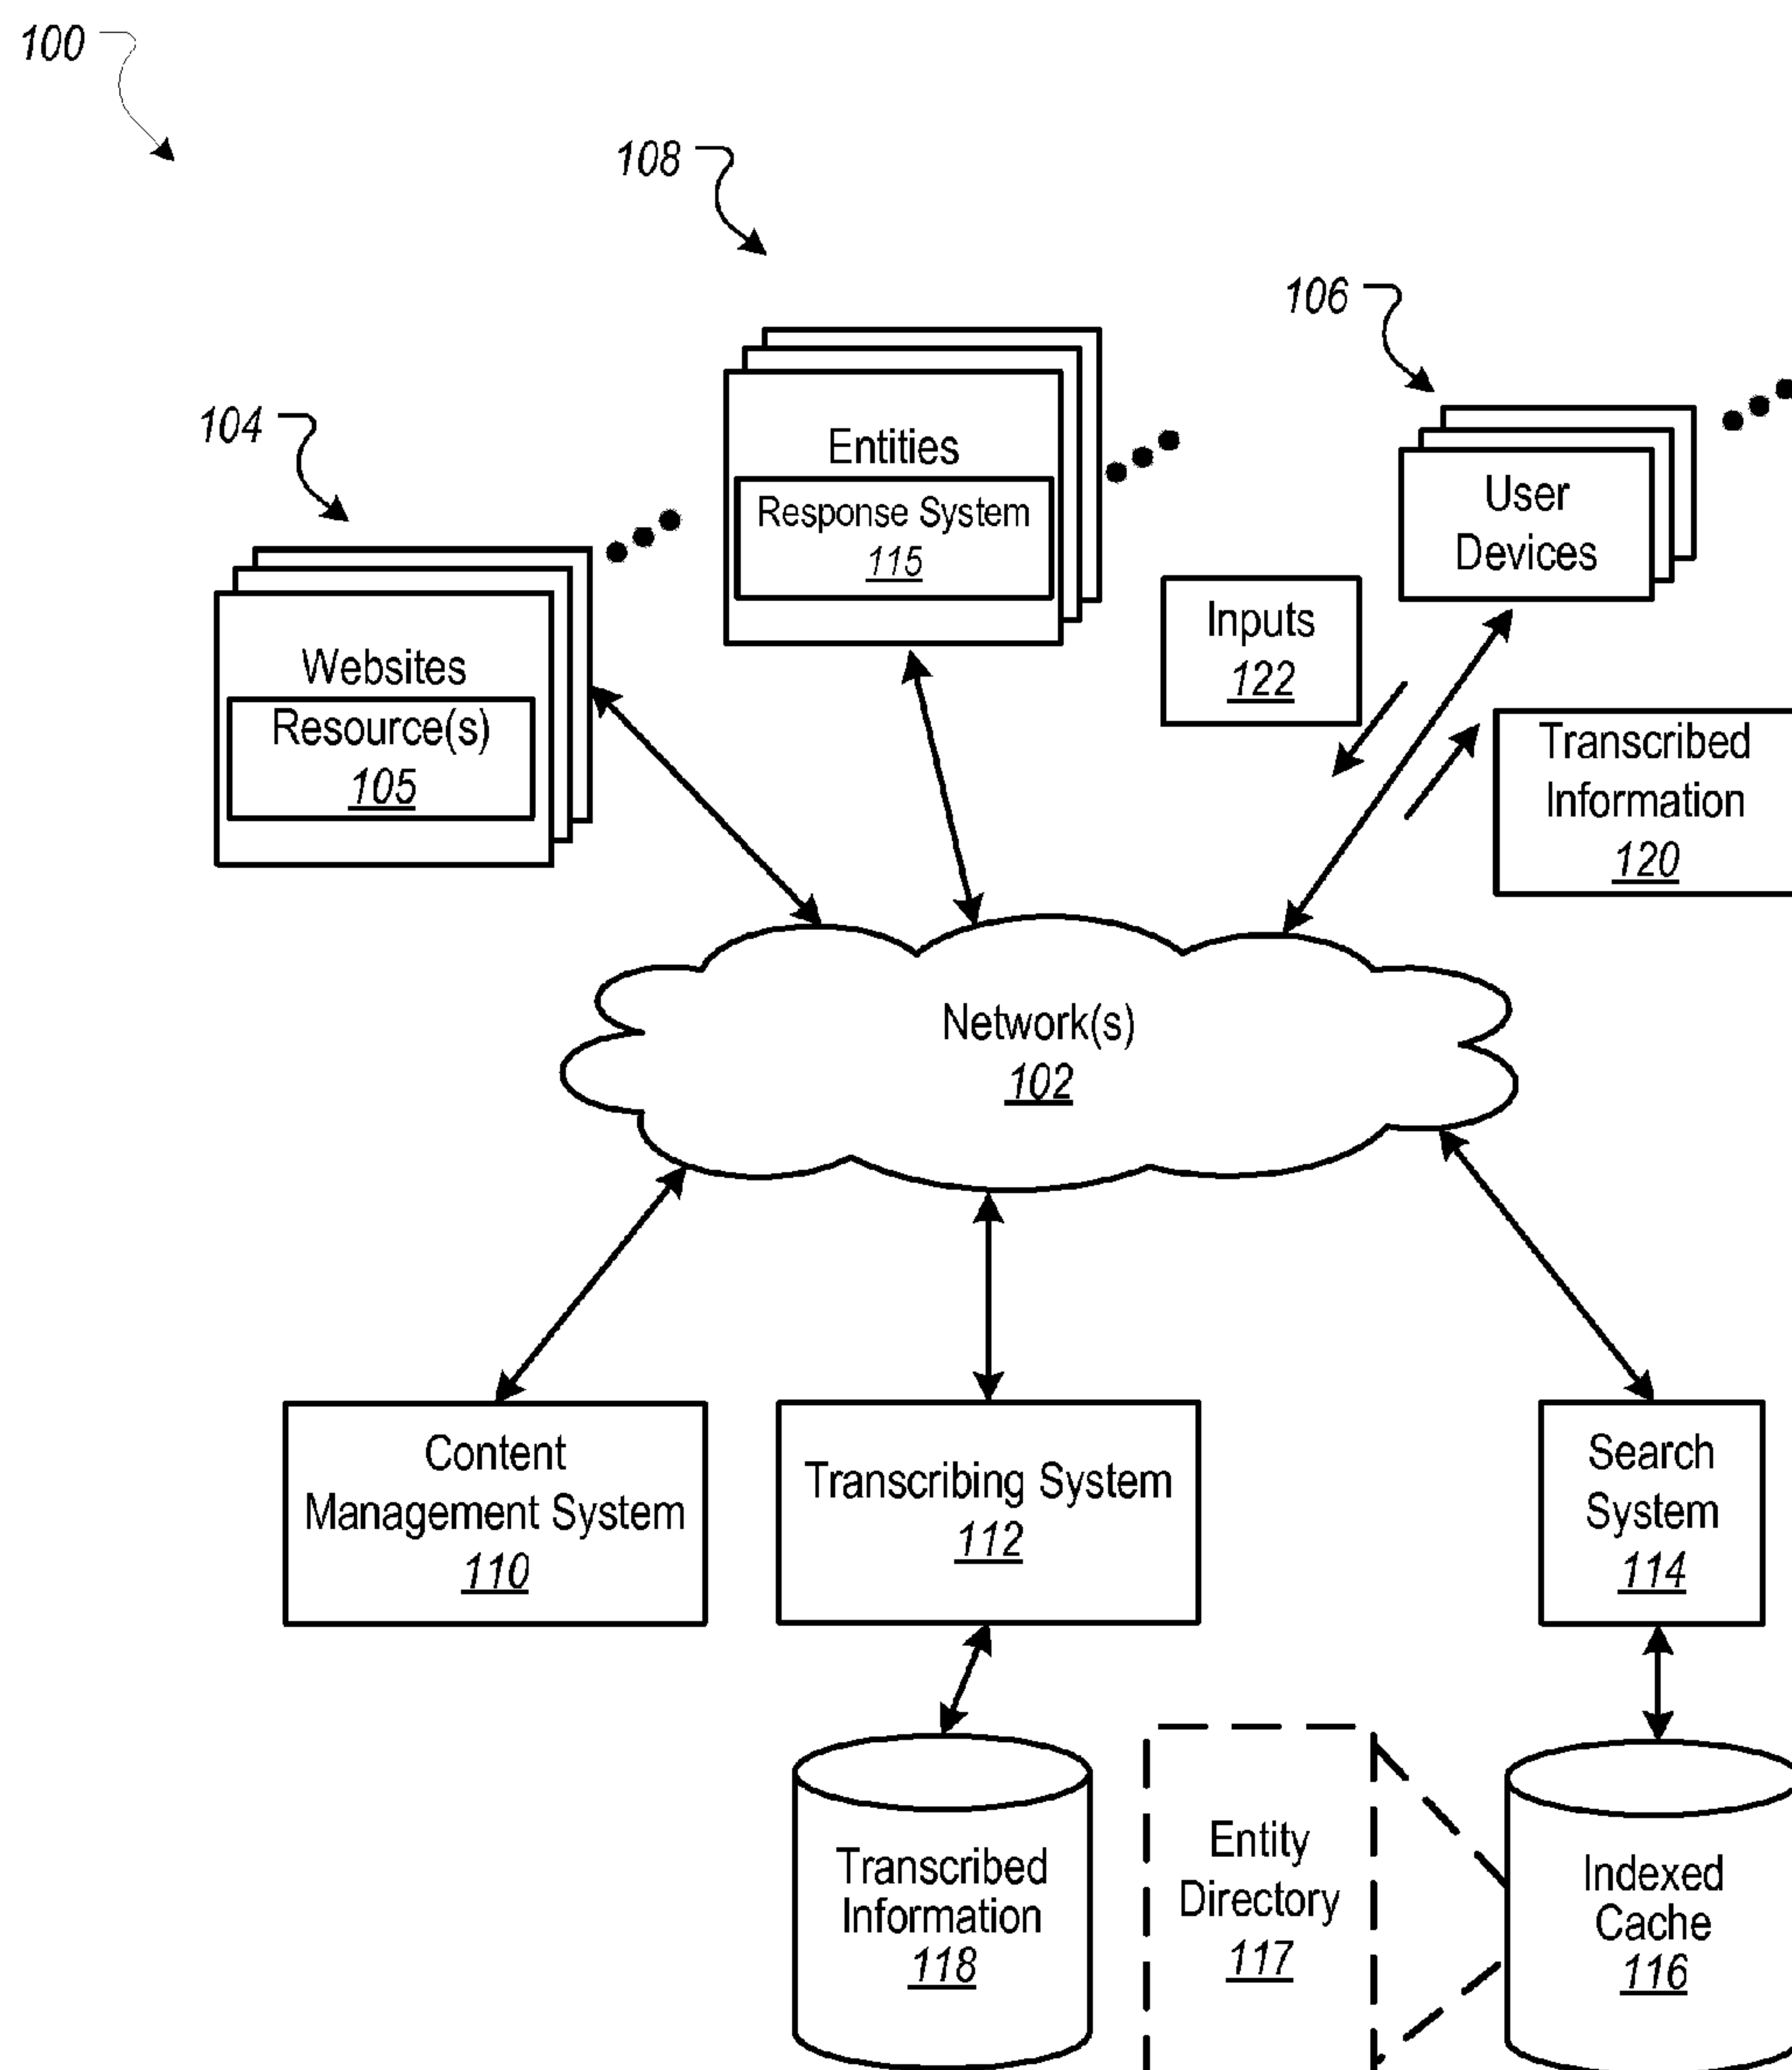 100
108
106
104
Entities
Response System
115
User
Devices
Inputs
122
Websites
Resource(s)
105
Transcribed
Information
120
Network(s)
102
Content
Management System
110
Transcribing System
112
Search
System
114
Transcribed
Information
118
Entity
Directory
117
Indexed
Cache
116